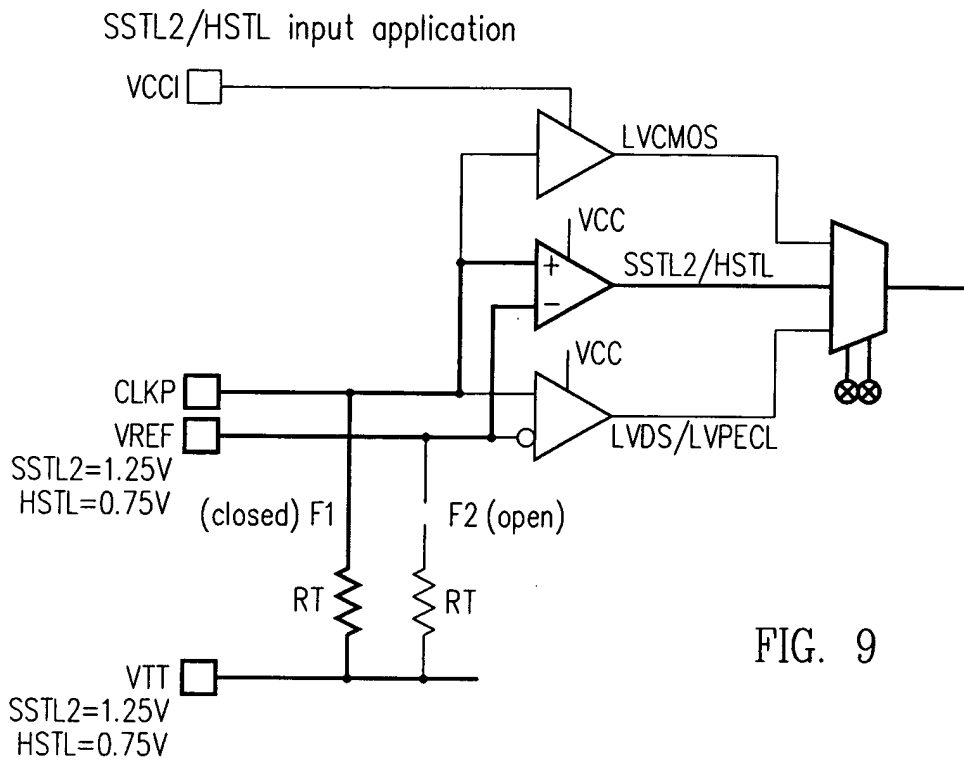 SSTL2/HSTL input application
VCCI
LVCMOS
VCC
+
SSTL2/HSTL
−
VCC
CLKP
VREF
LVDS/LVPECL
SSTL2=1.25V
HSTL=0.75V
(closed) F1
F2 (open)
RT
RT
FIG. 9
VTT
SSTL2=1.25V
HSTL=0.75V